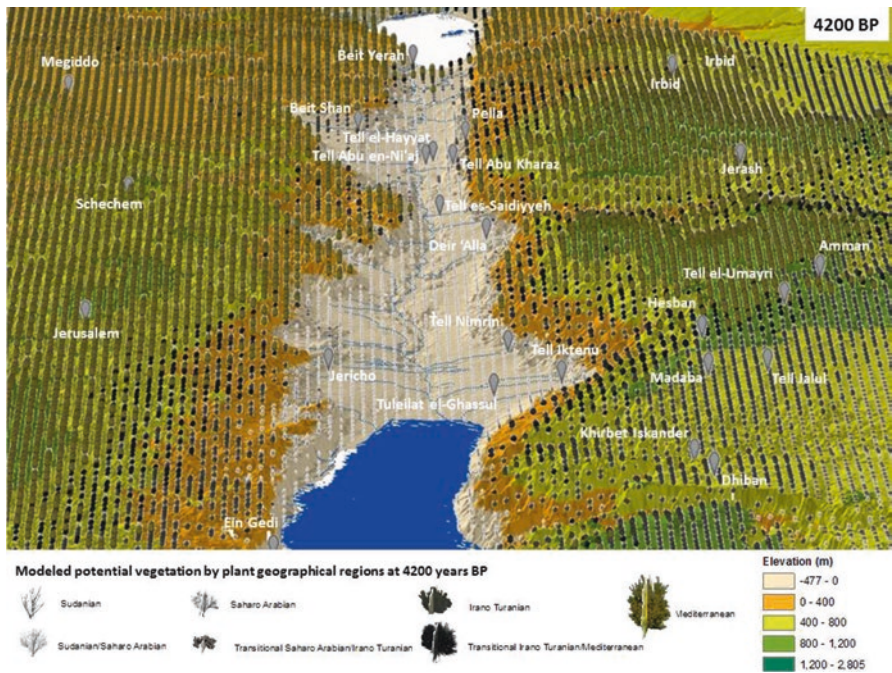 4200 BP
Megiddo
Beit Yerah
Irbid
Irbid
Beit Shan
Pella
Tell el-Hayyat
Tell Abu en-Ni'aj
Tell Abu Kharaz
Jerash
Schechem
Tell es-Saidiyyeh
Deir 'Alla
Amman
Tell el-Umayri
Hesban
Jerusalem
Tell Nimrin
Tell Iktenu
Jericho
Madaba
Tell Jalul
Tuleilat el-Ghassul
Khirbet Iskander
Dhiban
Ein Gedi
Modeled potential vegetation by plant geographical regions at 4200 years BP
Sudanian
Saharo Arabian
Irano Turanian
Mediterranean
Sudanian/Saharo Arabian
Transitional Saharo Arabian/Irano Turanian
Transitional Irano Turanian/Mediterranean
Elevation (m)
-477 - 0
0 - 400
400 - 800
800 - 1,200
1,200 - 2,805